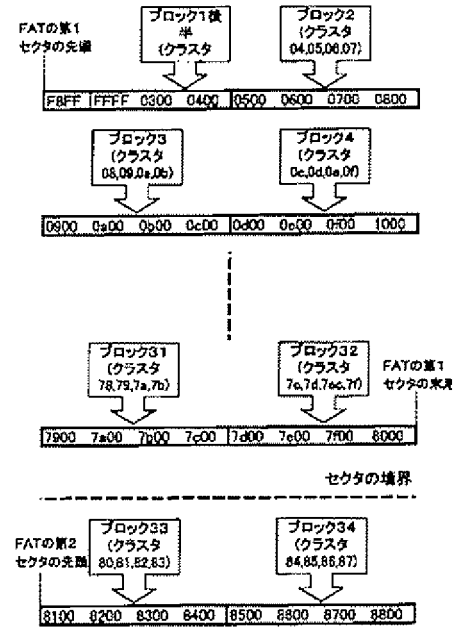 FATの第1
セクタの先端
ブロック1後
半
(クラスタ
ブロック2
(クラスタ
04,05,06,07)
F8FF FFFF 0300 0400 0500 0600 0700 0800
ブロック3
(クラスタ
08,09,0a,0b)
ブロック4
(クラスタ
0c,0d,0e,0f)
0900 0a00 0b00 0c00 0d00 0e00 0f00 1000
ブロック31
(クラスタ
78,79,7a,7b)
ブロック32
(クラスタ
7c,7d,7ec,7f)
FATの第1
セクタの末尾
7900 7a00 7b00 7c00 7d00 7e00 7f00 8000
セクタの境界
FATの第2
セクタの先頭
ブロック33
(クラスタ
80,81,82,83)
ブロック34
(クラスタ
84,85,86,87)
8100 8200 8300 8400 8500 8600 8700 8800